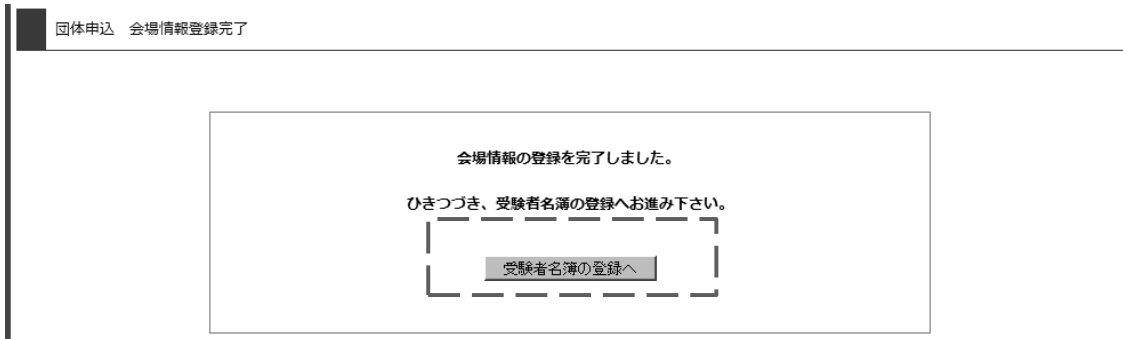 団体申込　会場情報登録完了
会場情報の登録を完了しました。
ひきつづき、受験者名簿の登録へお進み下さい。
受験者名簿の登録へ